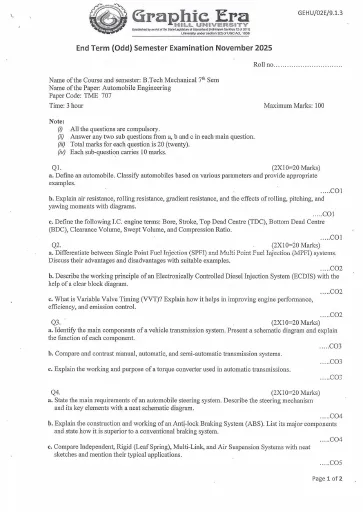 GEHU/02E/9.1.3
Graphic Era
HILL UNIVERSITY
End Term (Odd) Semester Examination November 2025
Roll no..............................
Name of the Course and semester: B.Tech Mechanical 7th Sem
Name of the Paper: Automobile Engineering
Paper Code: TME 707
Time: 3 hour Maximum Marks: 100
Note:
(i) All the questions are compulsory.
(ii) Answer any two sub questions from a, b and c in each main question.
(iii) Total marks for each question is 20 (twenty).
(iv) Each sub-question carries 10 marks.
Q1. (2X10=20 Marks)
a. Define an automobile. Classify automobiles based on various parameters and provide appropriate
examples.
......CO1
b. Explain air resistance, rolling resistance, gradient resistance, and the effects of rolling, pitching, and
yawing moments with diagrams.
......CO1
c. Define the following I.C. engine terms: Bore, Stroke, Top Dead Centre (TDC), Bottom Dead Centre
(BDC), Clearance Volume, Swept Volume, and Compression Ratio.
......CO1
Q2. (2X10=20 Marks)
a. Differentiate between Single Point Fuel Injection (SPFI) and Multi Point Fuel Injection (MPFI) systems.
Discuss their advantages and disadvantages with suitable examples.
......CO2
b. Describe the working principle of an Electronically Controlled Diesel Injection System (ECDIS) with the
help of a clear block diagram.
......CO2
c. What is Variable Valve Timing (VVT)? Explain how it helps in improving engine performance,
efficiency, and emission control.
......CO2
Q3. (2X10=20 Marks)
a. Identify the main components of a vehicle transmission system. Present a schematic diagram and explain
the function of each component.
......CO3
b. Compare and contrast manual, automatic, and semi-automatic transmission systems.
......CO3
c. Explain the working and purpose of a torque converter used in automatic transmissions.
Q4. (2X10=20 Marks)
a. State the main requirements of an automobile steering system. Describe the steering mechanism
and its key elements with a neat schematic diagram.
......CO4
b. Explain the construction and working of an Anti-lock Braking System (ABS). List its major components
and state how it is superior to a conventional braking system.
......CO4
c. Compare Independent, Rigid (Leaf Spring), Multi-Link, and Air Suspension Systems with neat
sketches and mention their typical applications.
......CO5
Page 1 of 2